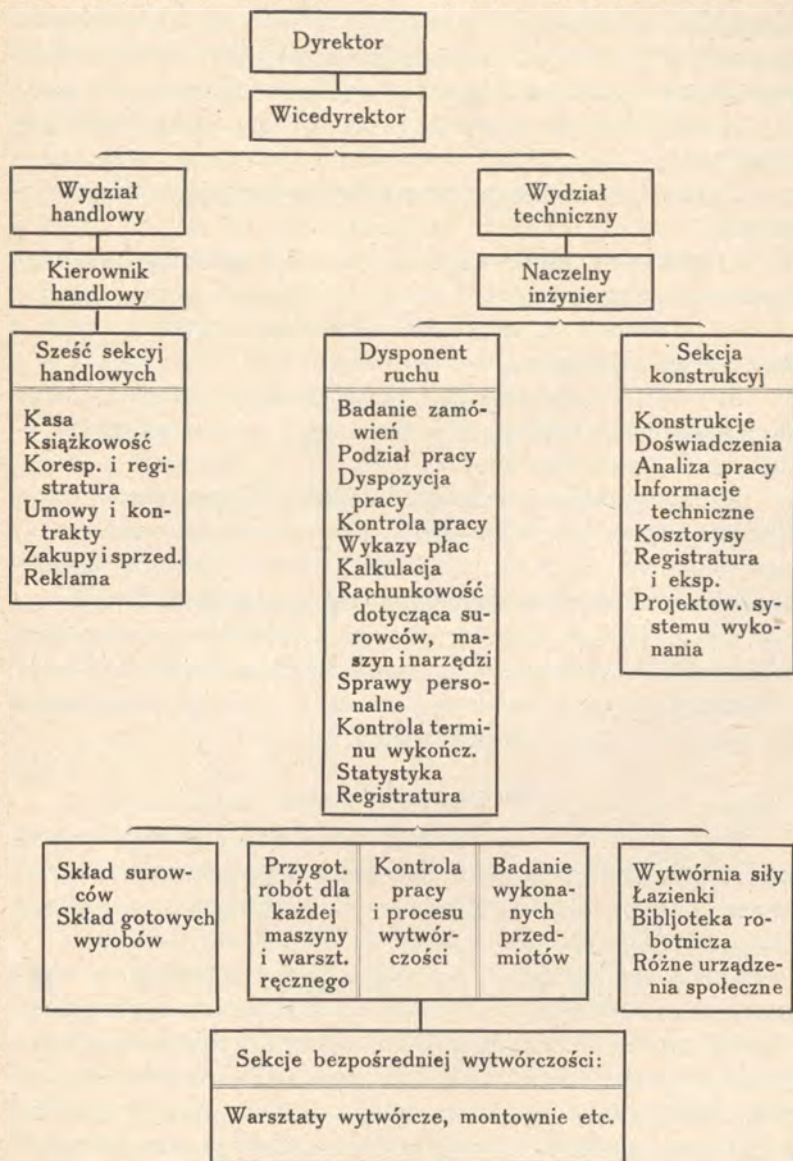 Dyrektor
Wicedyrektor
Wydział
handlowy
Kierownik
handlowy
Sześć sekcyj
handlowych
Kasa
Książkowość
Koresp. i regi-
stratura
Umowy i kon-
trakty
Zakupy i sprzed.
Reklama
Wydział
techniczny
Naczelny
inżynier
Dysponent
ruchu
Badanie zamó-
wień
Podział pracy
Dyspozycja
pracy
Kontrola pracy
Wykazy płac
Kalkulacja
Rachunkowość
dotycząca su-
rowców, ma-
szyn i narzędzi
Sprawy perso-
nalne
Kontrola termi-
nu wykończ.
Statystyka
Registratura
Sekcja
konstrukcyj
Konstrukcje
Doświadczenia
Analiza pracy
Informacje
techniczne
Kosztorysy
Registratura
i eksp.
Projektow. sy-
stemu wyko-
nania
Skład surow-
ców
Skład gotowych
wyrobów
Przygot.
robót dla
każdej
maszyny
i warszt.
ręcznego
Kontrola
pracy
i procesu
wytwór-
czości
Badanie
wykona-
nych
przed-
miotów
Wytwórnia siły
Łazienki
Bibljoteka ro-
botnicza
Różne urządze-
nia społeczne
Sekcje bezpośredniej wytwórczości:
Warsztaty wytwórcze, montownie etc.